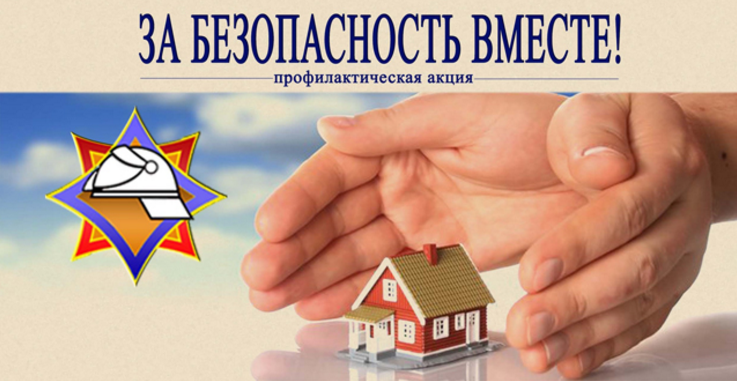 ЗА БЕЗОПАСНОСТЬ ВМЕСТЕ!
профилактическая акция